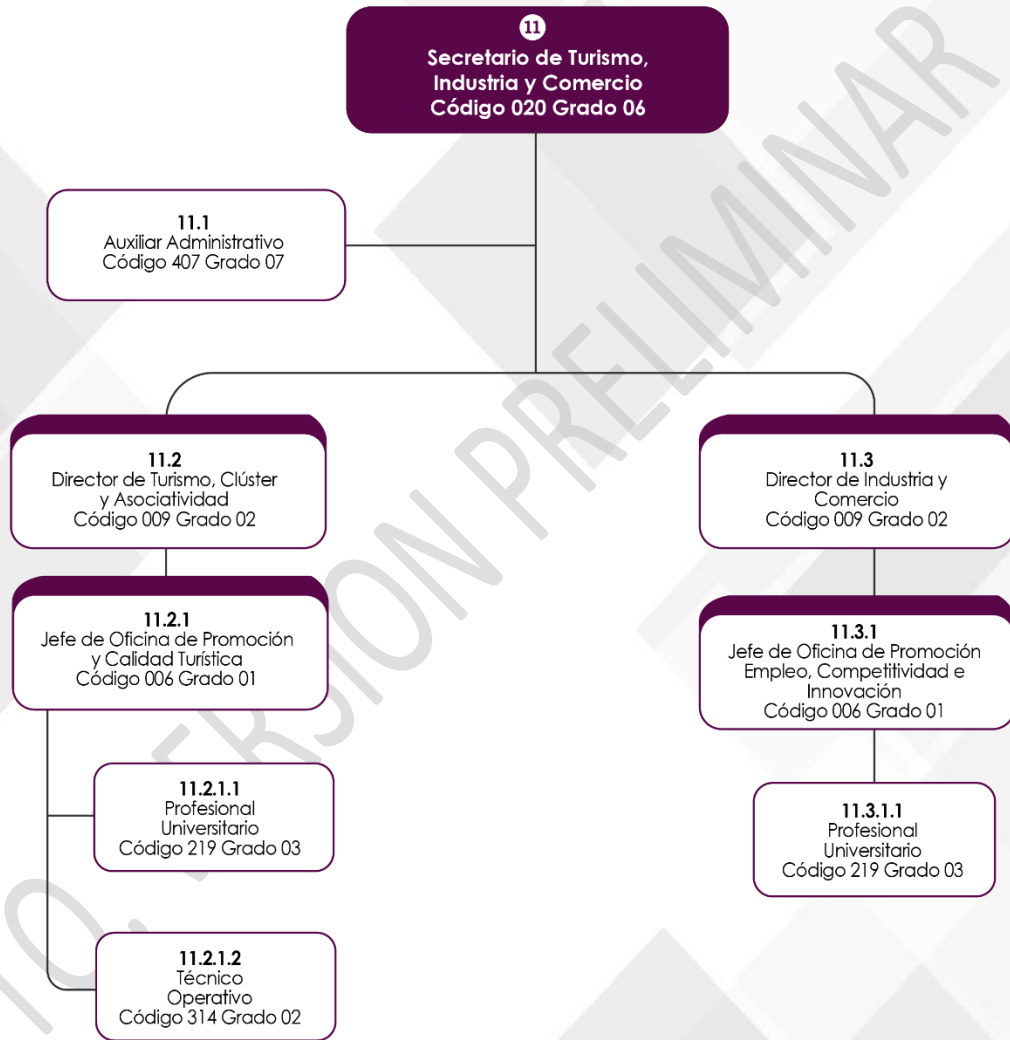 11
Secretario de Turismo,
Industria y Comercio
Código 020 Grado 06
11.1
Auxiliar Administrativo
Código 407 Grado 07
11.2
Director de Turismo, Clúster
y Asociatividad
Código 009 Grado 02
11.3
Director de Industria y
Comercio
Código 009 Grado 02
11.2.1
Jefe de Oficina de Promoción
y Calidad Turística
Código 006 Grado 01
11.3.1
Jefe de Oficina de Promoción
Empleo, Competitividad e
Innovación
Código 006 Grado 01
11.2.1.1
Profesional
Universitario
Código 219 Grado 03
11.3.1.1
Profesional
Universitario
Código 219 Grado 03
11.2.1.2
Técnico
Operativo
Código 314 Grado 02
PRELIMINAR